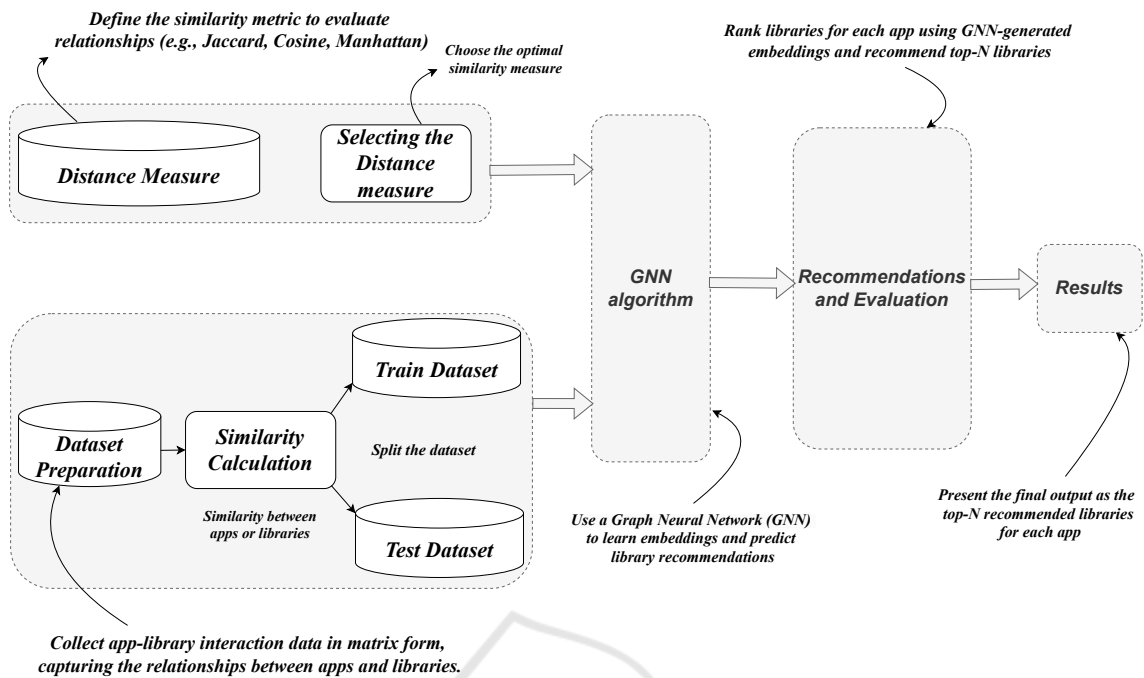 Define the similarity metric to evaluate
relationships (e.g., Jaccard, Cosine, Manhattan)
Choose the optimal
similarity measure
Rank libraries for each app using GNN-generated
embeddings and recommend top-N libraries
Distance Measure
Selecting the
Distance
measure
GNN
algorithm
Recommendations
and Evaluation
Results
Train Dataset
Dataset
Preparation
Similarity
Calculation
Split the dataset
Similarity between
apps or libraries
Test Dataset
Use a Graph Neural Network (GNN)
to learn embeddings and predict
library recommendations
Present the final output as the
top-N recommended libraries
for each app
Collect app-library interaction data in matrix form,
capturing the relationships between apps and libraries.